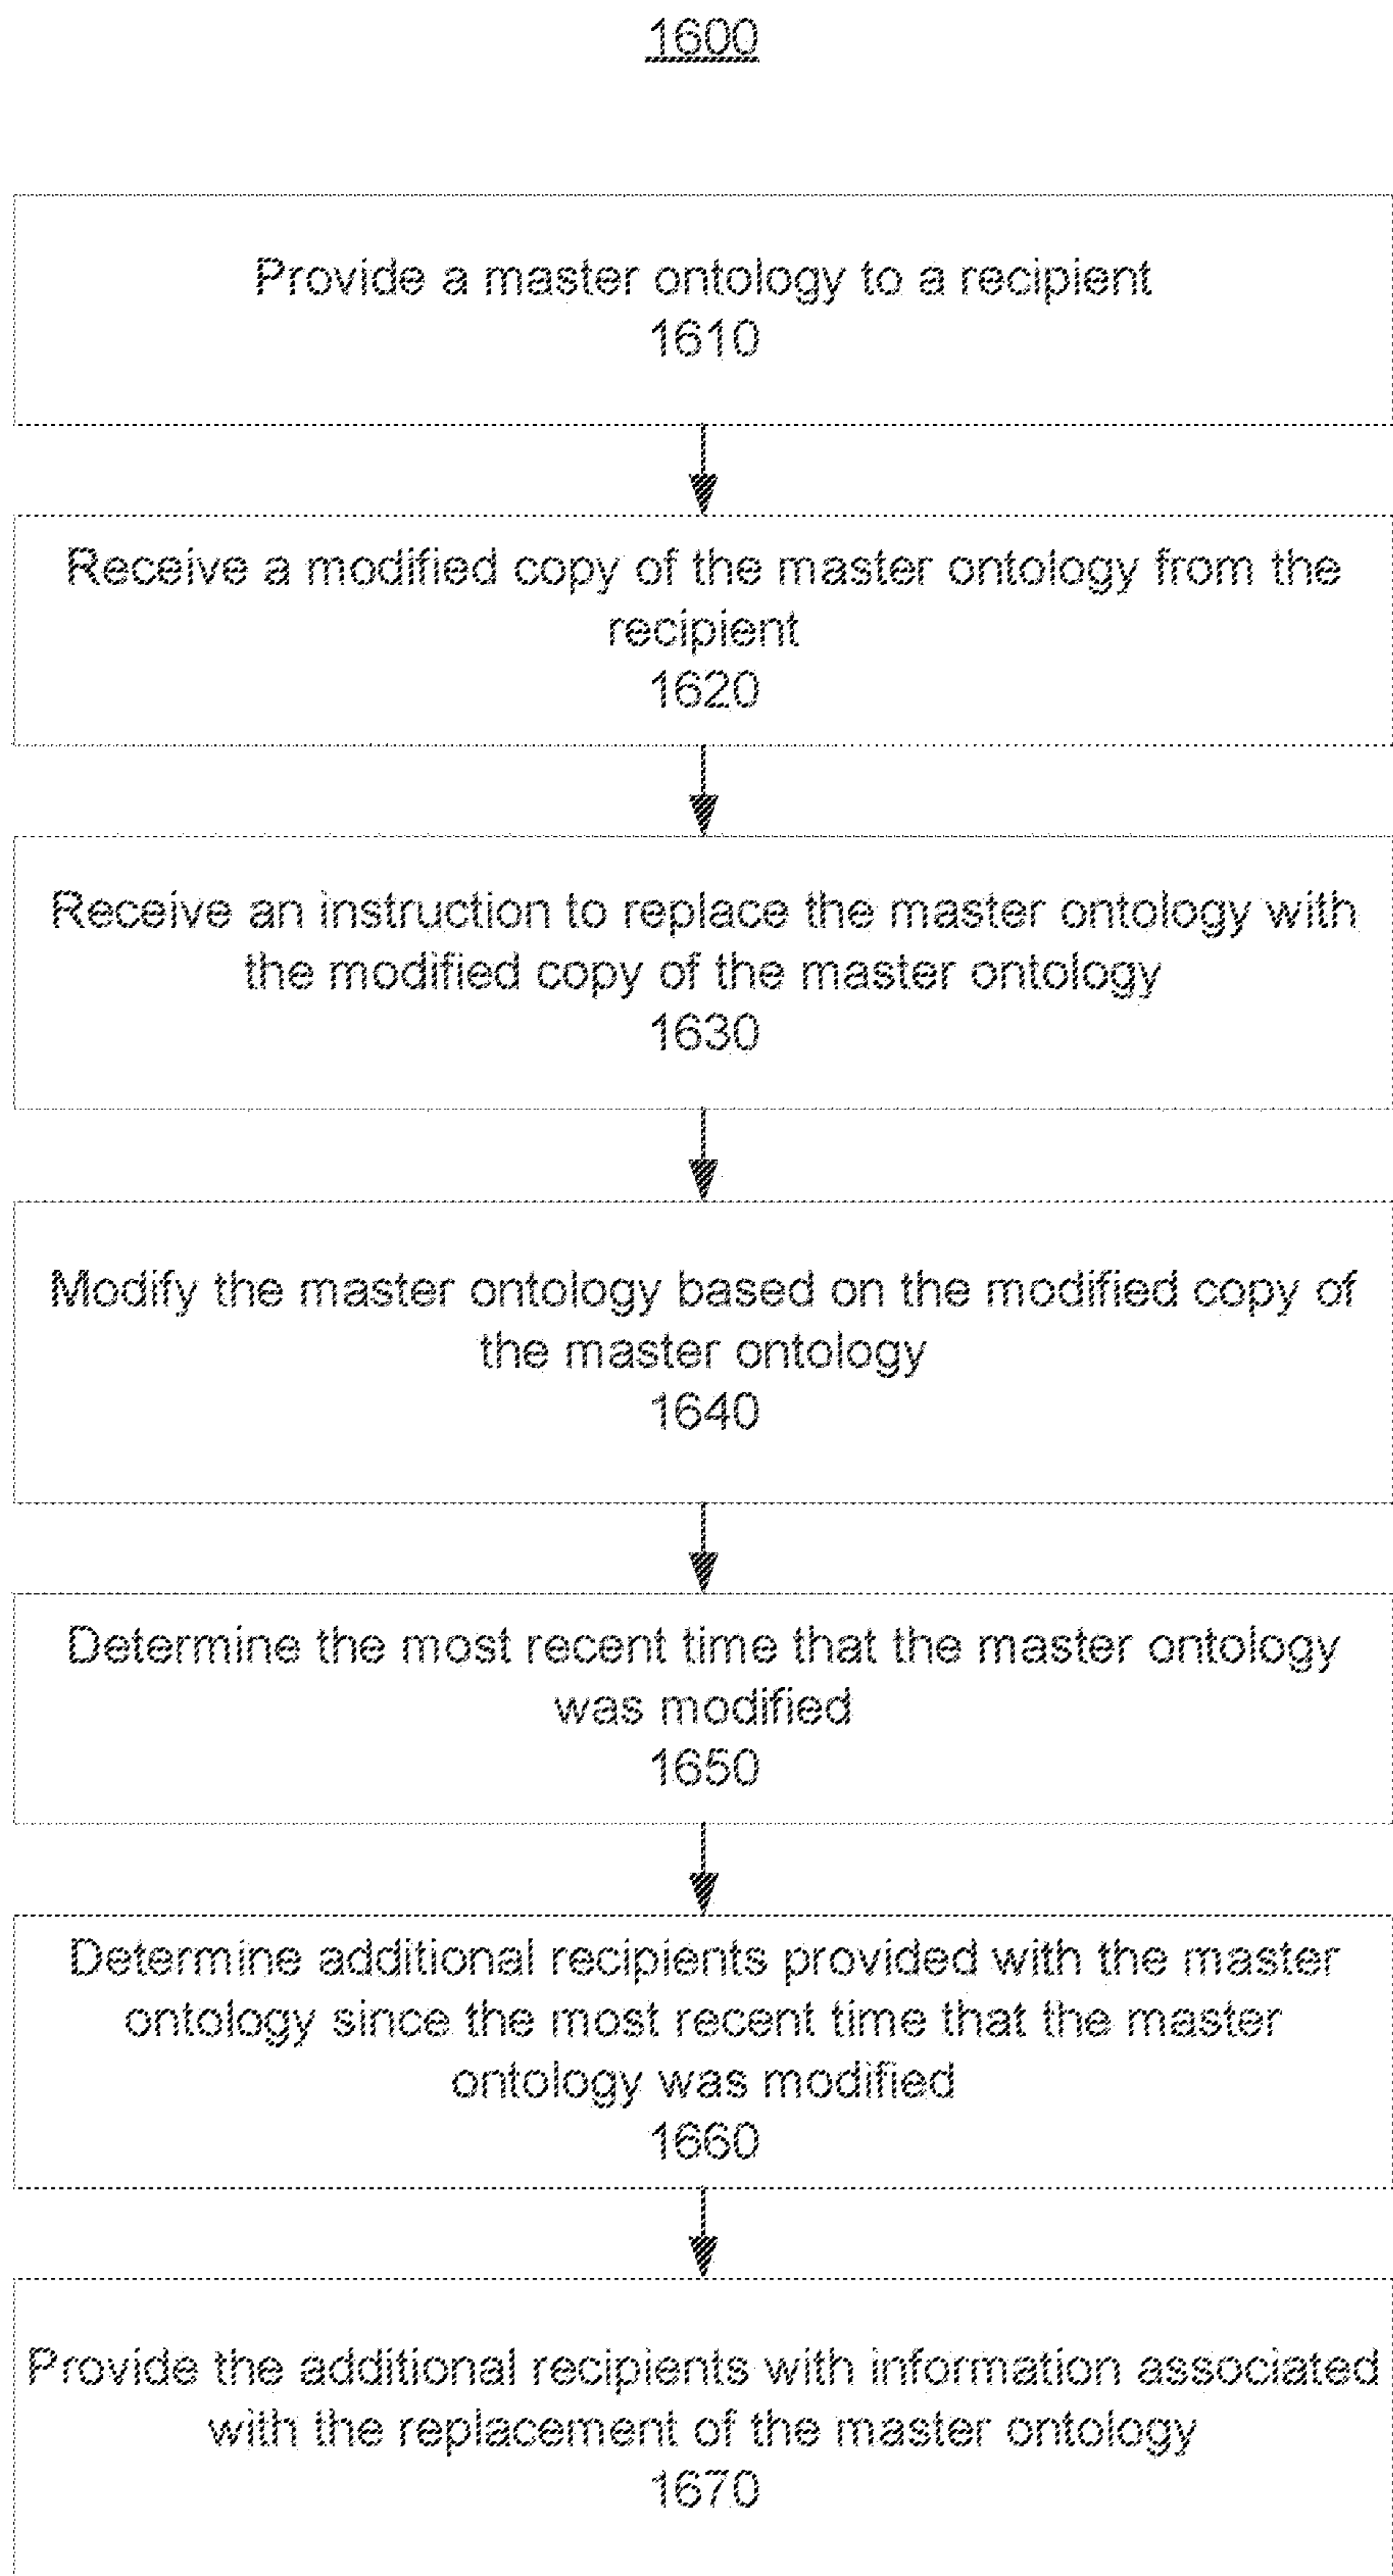 1600
Provide a master ontology to a recipient
1610
Receive a modified copy of the master ontology from the
recipient
1620
Receive an instruction to replace the master ontology with
the modified copy of the master ontology
1630
Modify the master ontology based on the modified copy of
the master ontology
1640
Determine the most recent time that the master ontology
was modified
1650
Determine additional recipients provided with the master
ontology since the most recent time that the master
ontology was modified
1660
Provide the additional recipients with information associated
with the replacement of the master ontology
1670